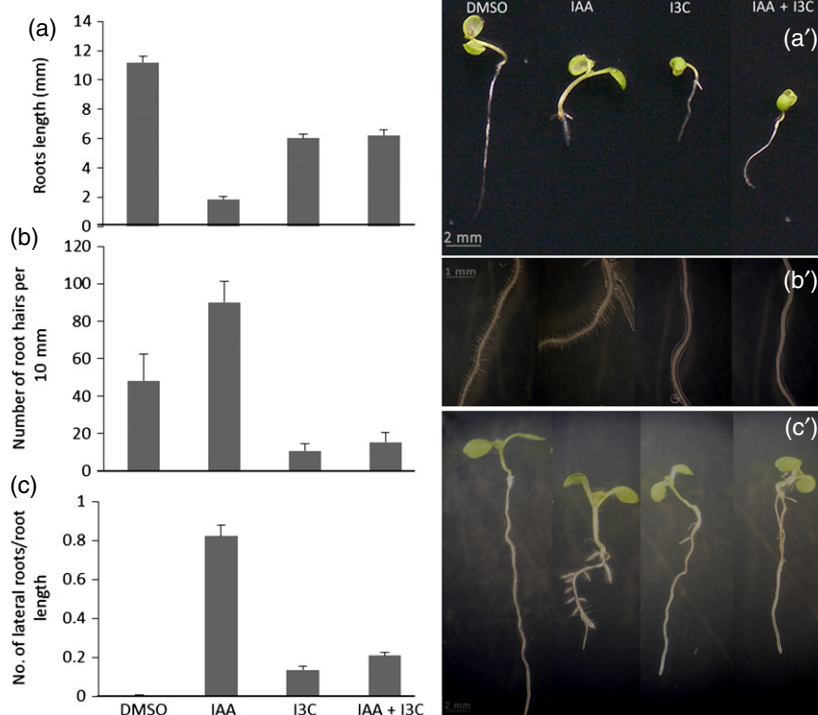 (a)
Roots length (mm)
14
12
10
8
6
4
2
0
(b)
Number of root hairs per
10 mm
120
100
80
60
40
20
0
(c)
No. of lateral roots/root
length
1
0.8
0.6
0.4
0.2
0
DMSO IAA I3C IAA + I3C
DMSO IAA I3C IAA + I3C
(a′)
2 mm
(b′)
1 mm
(c′)
2 mm